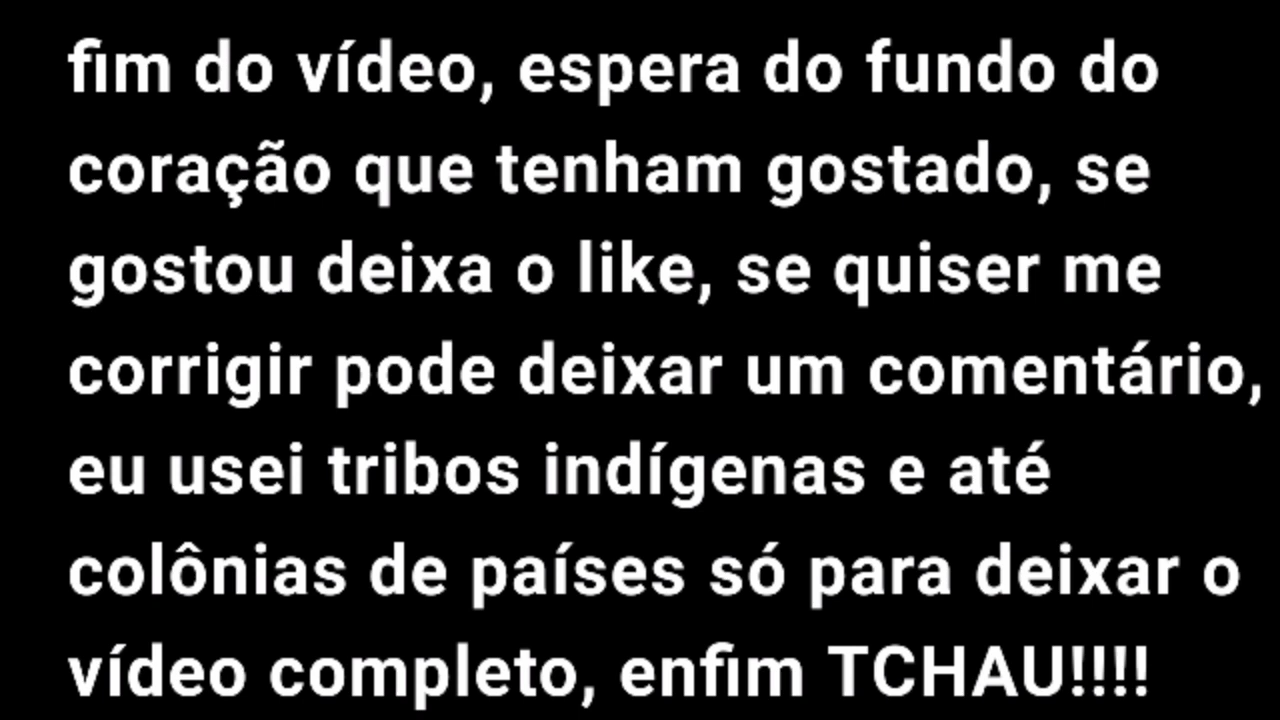 fim do vídeo, espera do fundo do
coração que tenham gostado, se
gostou deixa o like, se quiser me
corrigir pode deixar um comentário,
eu usei tribos indígenas e até
colônias de países só para deixar o
vídeo completo, enfim TCHAU!!!!